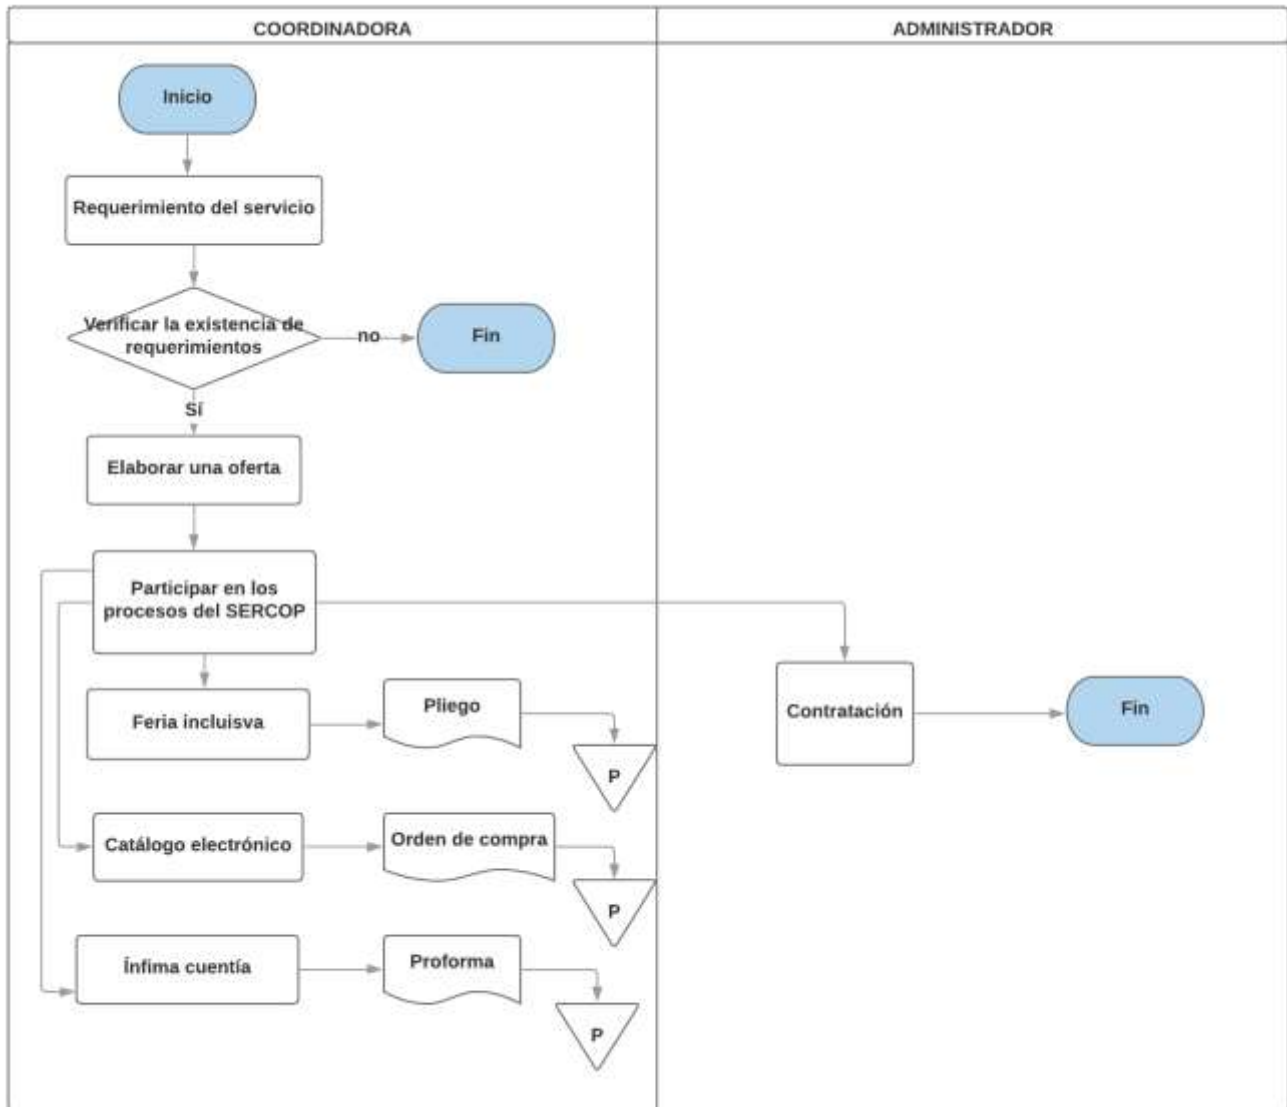 COORDINADORA
ADMINISTRADOR
Inicio
Requerimiento del servicio
Verificar la existencia de
requerimientos
no
Fin
Sí
Elaborar una oferta
Participar en los
procesos del SERCOP
Feria incluisva
Pliego
P
Contratación
Fin
Catálogo electrónico
Orden de compra
P
Ínfima cuentía
Proforma
P